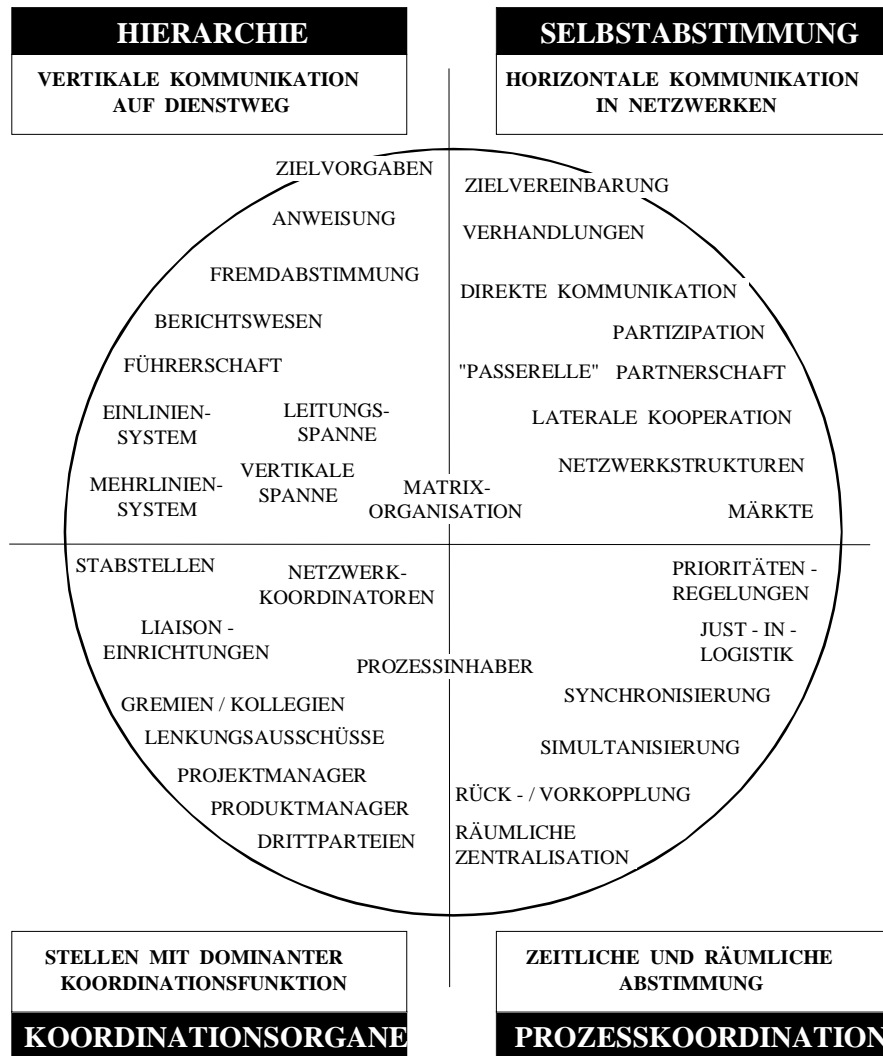 HIERARCHIE
VERTIKALE KOMMUNIKATION
AUF DIENSTWEG
SELBSTABSTIMMUNG
HORIZONTALE KOMMUNIKATION
IN NETZWERKEN
ZIELVORGABEN
ANWEISUNG
FREMDABSTIMMUNG
BERICHTSWESEN
FÜHRERSCHAFT
EINLINIEN-
SYSTEM
LEITUNGS-
SPANNE
MEHRLINIEN-
SYSTEM
VERTIKALE
SPANNE
MATRIX-
ORGANISATION
ZIELVEREINBARUNG
VERHANDLUNGEN
DIREKTE KOMMUNIKATION
PARTIZIPATION
"PASSERELLE" PARTNERSCHAFT
LATERALE KOOPERATION
NETZWERKSTRUKTUREN
MÄRKTE
STABSTELLEN
NETZWERK-
KOORDINATOREN
LIAISON -
EINRICHTUNGEN
PROZESSINHABER
GREMIEN / KOLLEGIEN
LENKUNGSAUSSCHÜSSE
PROJEKTMANAGER
PRODUKTMANAGER
DRITTPARTEIEN
PRIORITÄTEN -
REGELUNGEN
JUST - IN -
LOGISTIK
SYNCHRONISIERUNG
SIMULTANISIERUNG
RÜCK - / VORKOPPLUNG
RÄUMLICHE
ZENTRALISATION
STELLEN MIT DOMINANTER
KOORDINATIONSFUNKTION
KOORDINATIONSORGANE
ZEITLICHE UND RÄUMLICHE
ABSTIMMUNG
PROZESSKOORDINATION